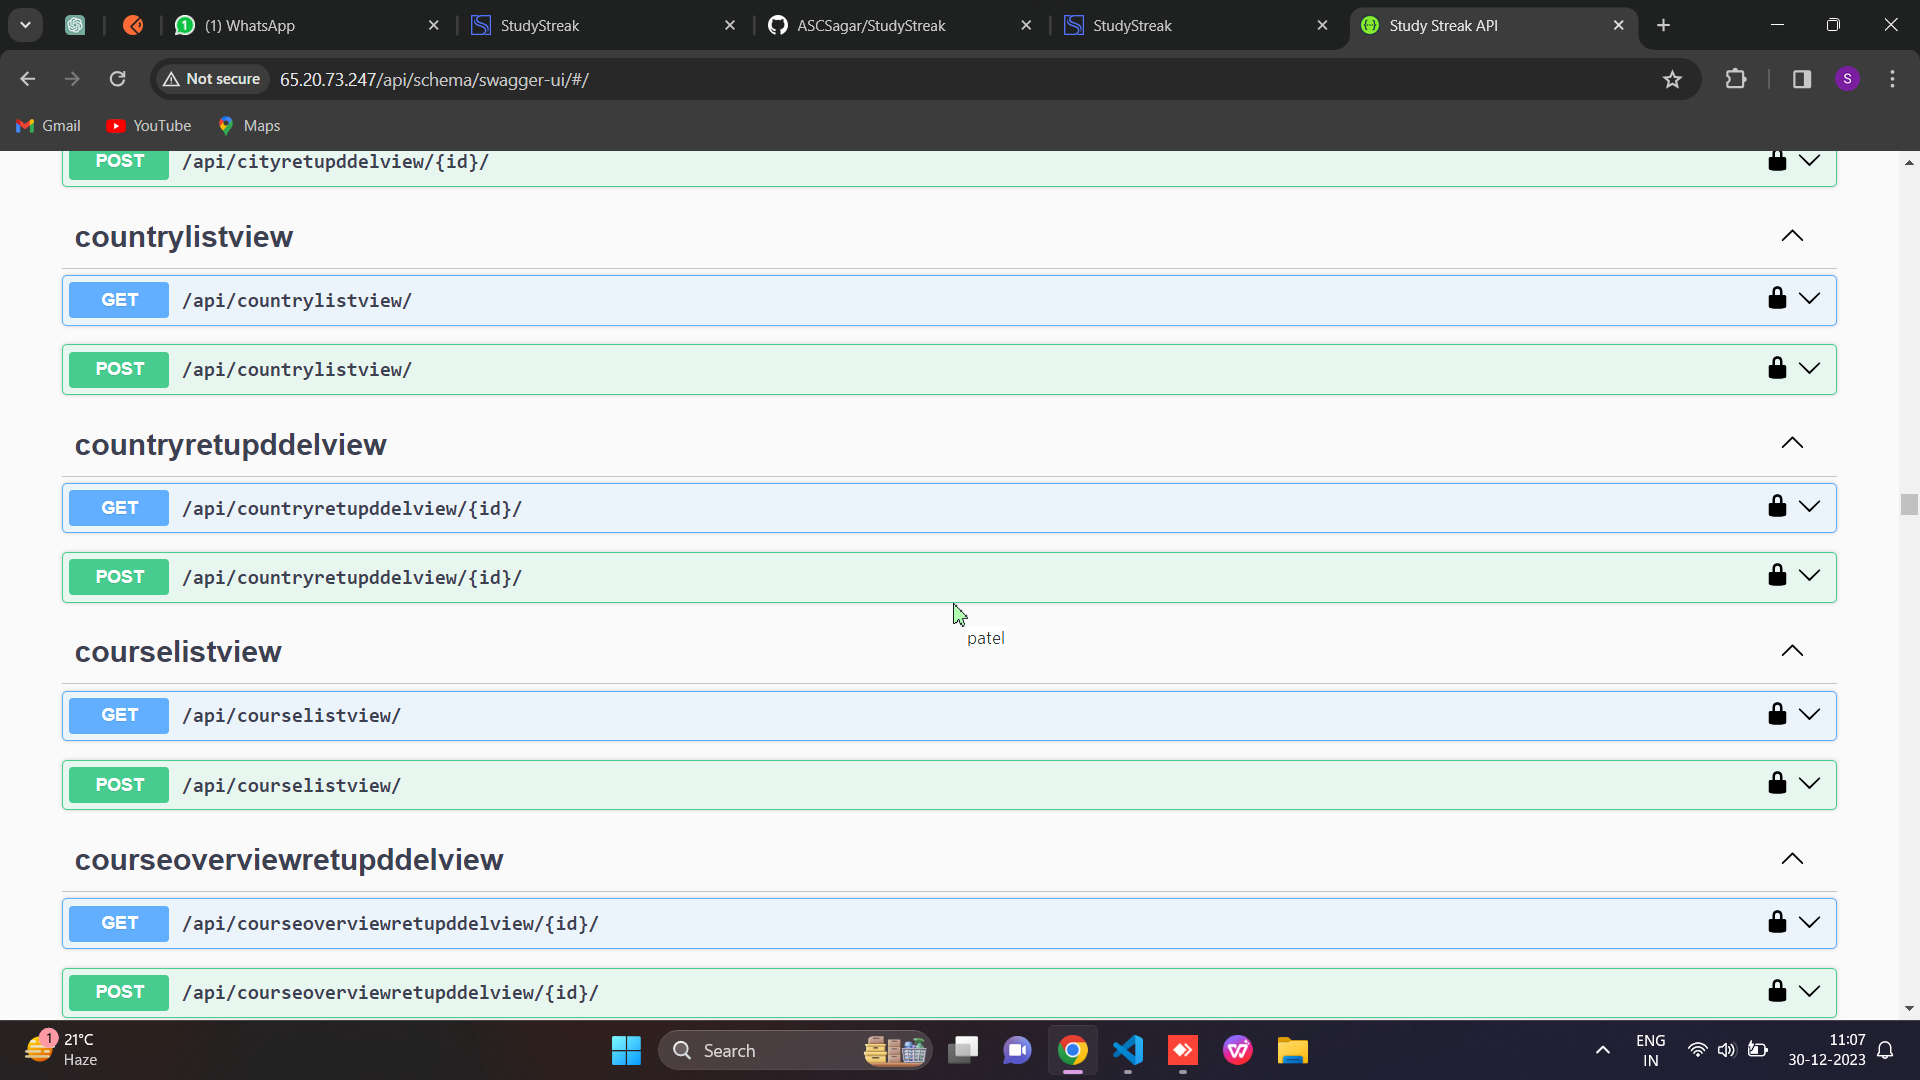 (1) WhatsApp
StudyStreak
ASCSagar/StudyStreak
StudyStreak
Study Streak API
Not secure
65.20.73.247/api/schema/swagger-ui/#/
S
Gmail
YouTube
Maps
POST /api/cityretupddelview/{id}/
countrylistview
GET /api/countrylistview/
POST /api/countrylistview/
countryretupddelview
GET /api/countryretupddelview/{id}/
POST /api/countryretupddelview/{id}/
patel
courselistview
GET /api/courselistview/
POST /api/courselistview/
courseoverviewretupddelview
GET /api/courseoverviewretupddelview/{id}/
POST /api/courseoverviewretupddelview/{id}/
1
21°C
Haze
Search
ENG
IN
11:07
30-12-2023